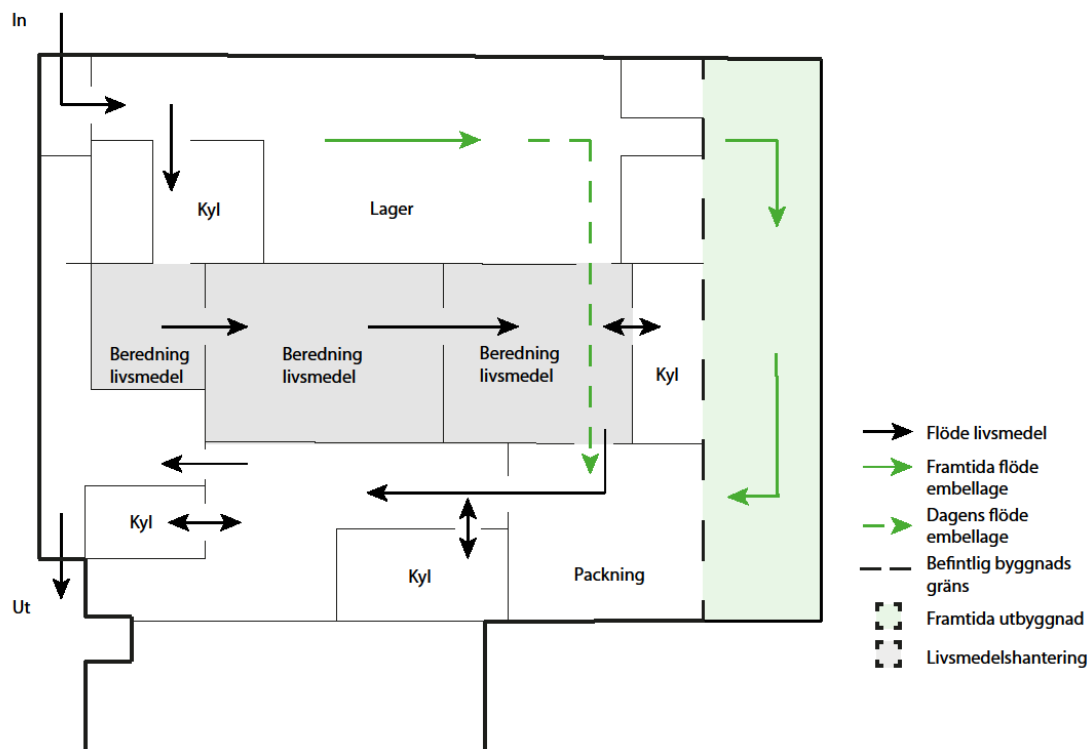 In
Kyl
Lager
Beredning
livsmedel
Beredning
livsmedel
Beredning
livsmedel
Kyl
Kyl
Kyl
Packning
Ut
Flöde livsmedel
Framtida flöde
embellage
Dagens flöde
embellage
Befintlig byggnads
gräns
Framtida utbyggnad
Livsmedelshantering